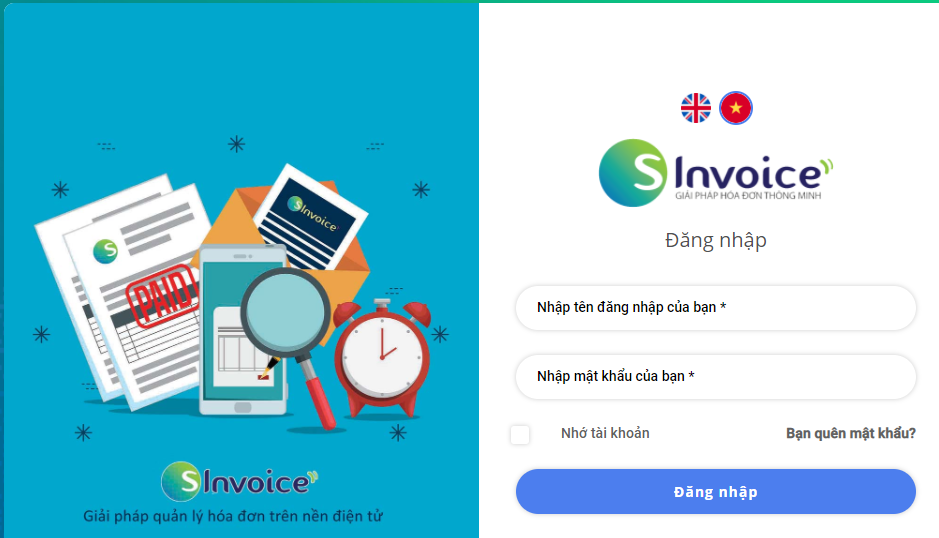 S
PAID
SInvoice
SInvoice
Giải pháp quản lý hóa đơn trên nền điện tử
SInvoice
GIẢI PHÁP HÓA ĐƠN THÔNG MINH
Đăng nhập
Nhập tên đăng nhập của bạn *
Nhập mật khẩu của bạn *
Nhớ tài khoản
Bạn quên mật khẩu?
Đăng nhập